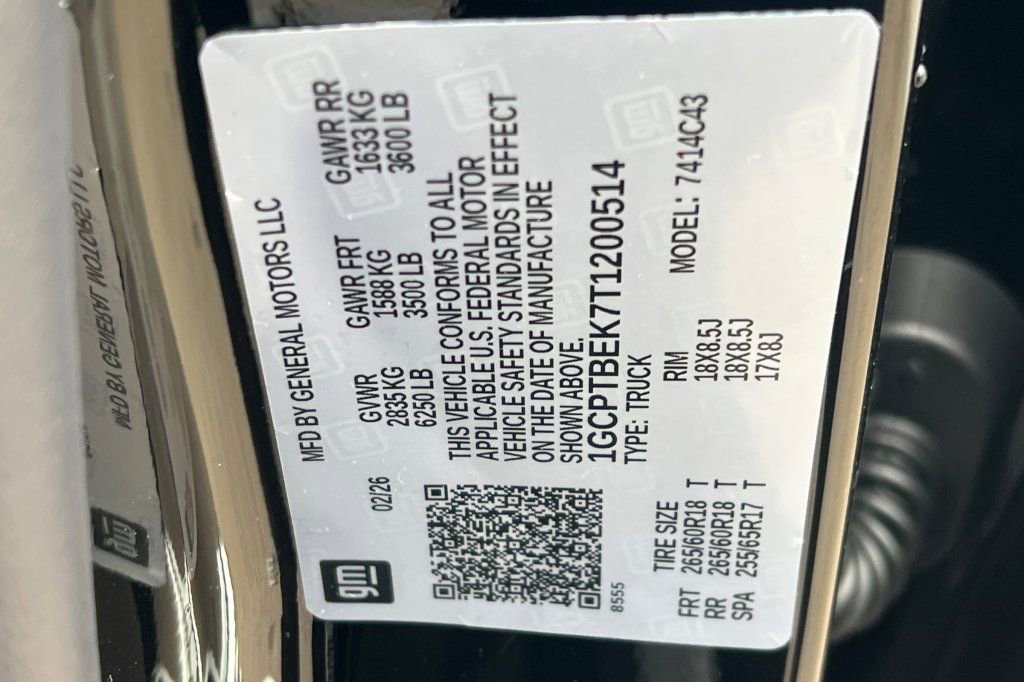 gm
02/26
MFD BY GENERAL MOTORS LLC
GVWR GAWR FRT GAWR RR
2835 KG 1588 KG 1633 KG
6250 LB 3500 LB 3600 LB
THIS VEHICLE CONFORMS TO ALL
APPLICABLE U.S. FEDERAL MOTOR
VEHICLE SAFETY STANDARDS IN EFFECT
ON THE DATE OF MANUFACTURE
SHOWN ABOVE.
1GCPTBEK7T1200514
TYPE: TRUCK
8555
MODEL: 7414C43
TIRE SIZE RIM
FRT 265/60R18 T 18X8.5J
RR 265/60R18 T 18X8.5J
SPA 255/65R17 T 17X8J